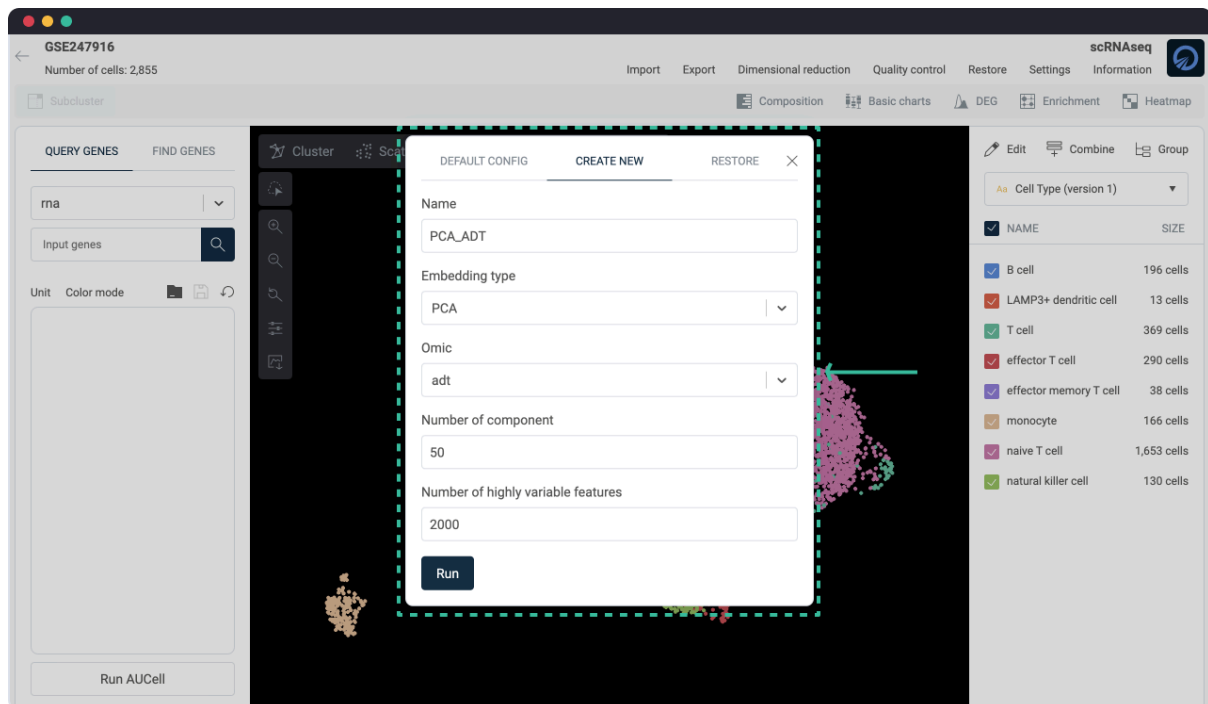 GSE247916
Number of cells: 2,855
scRNAseq
Import Export Dimensional reduction Quality control Restore Settings Information
Subcluster
Composition Basic charts DEG Enrichment Heatmap
QUERY GENES FIND GENES
rna
Input genes
Unit Color mode
Run AUCell
Cluster
DEFAULT CONFIG CREATE NEW RESTORE
Name
PCA_ADT
Embedding type
PCA
Omic
adt
Number of component
50
Number of highly variable features
2000
Run
Edit Combine Group
Aa Cell Type (version 1)
NAME SIZE
B cell 196 cells
LAMP3+ dendritic cell 13 cells
T cell 369 cells
effector T cell 290 cells
effector memory T cell 38 cells
monocyte 166 cells
naive T cell 1,653 cells
natural killer cell 130 cells